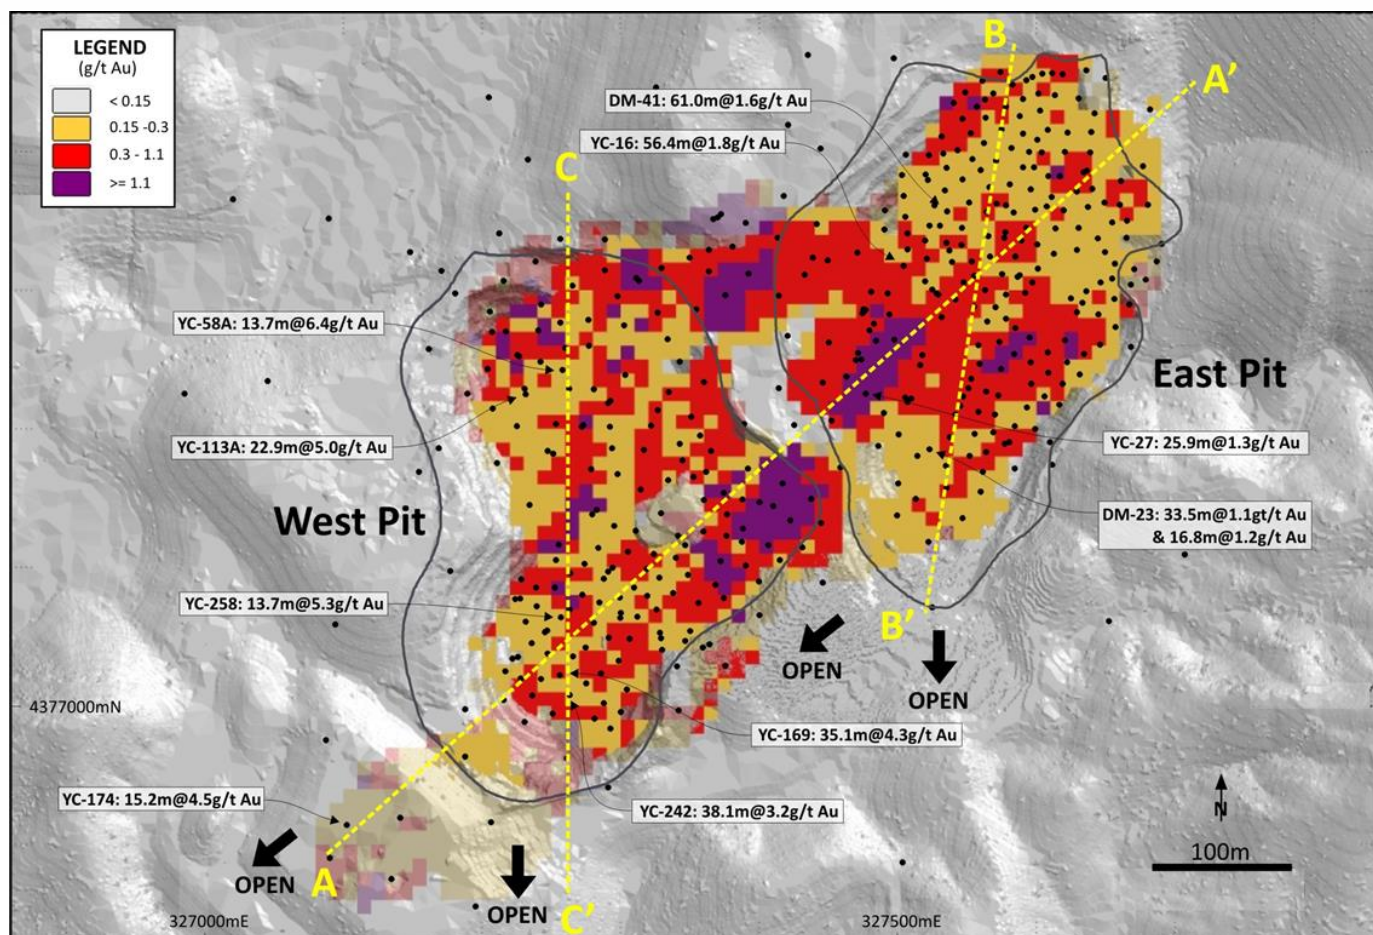 LEGEND
(g/t Au)
< 0.15
0.15 -0.3
0.3 - 1.1
>= 1.1
B
A'
DM-41: 61.0m@1.6g/t Au
YC-16: 56.4m@1.8g/t Au
C
YC-58A: 13.7m@6.4g/t Au
East Pit
YC-113A: 22.9m@5.0g/t Au
YC-27: 25.9m@1.3g/t Au
West Pit
DM-23: 33.5m@1.1gt/t Au
& 16.8m@1.2g/t Au
YC-258: 13.7m@5.3g/t Au
B'
OPEN
OPEN
4377000mN
YC-169: 35.1m@4.3g/t Au
YC-174: 15.2m@4.5g/t Au
YC-242: 38.1m@3.2g/t Au
N
100m
OPEN
A
OPEN
C'
327000mE
327500mE